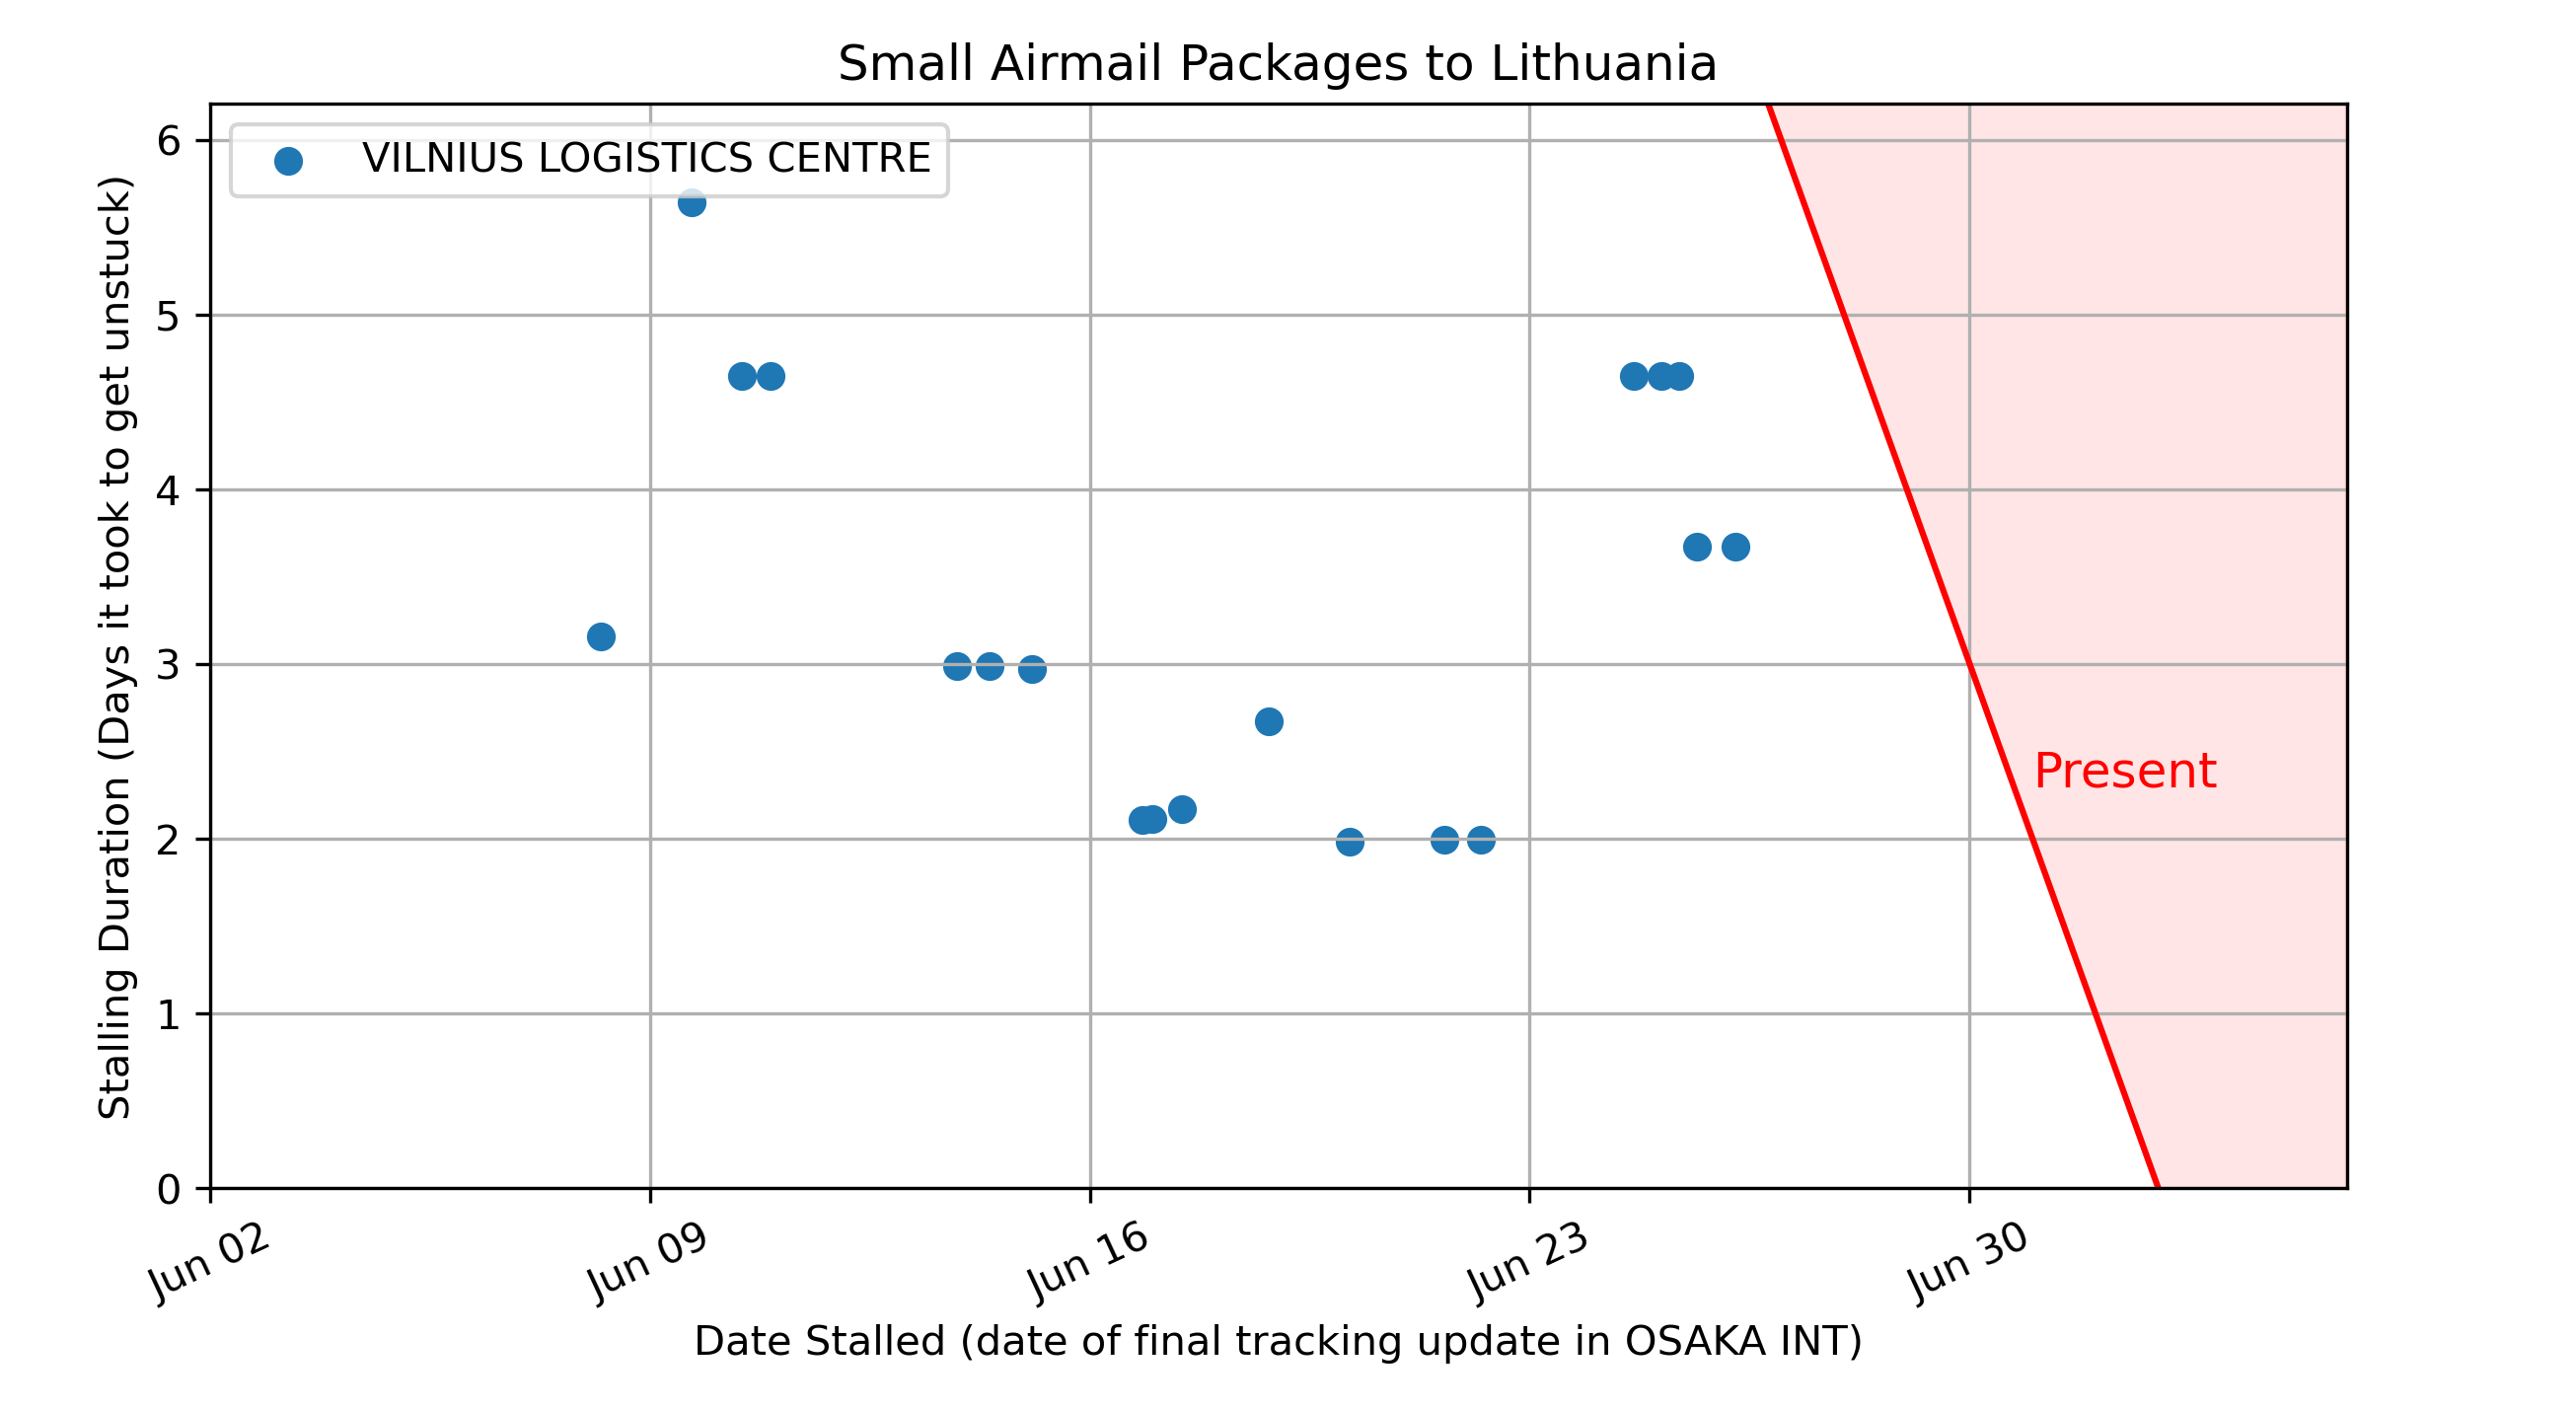 Small Airmail Packages to Lithuania
VILNIUS LOGISTICS CENTRE
Stalling Duration (Days it took to get unstuck)
6
5
4
3
2
1
0
Present
Jun 02
Jun 09
Jun 16
Jun 23
Jun 30
Date Stalled (date of final tracking update in OSAKA INT)